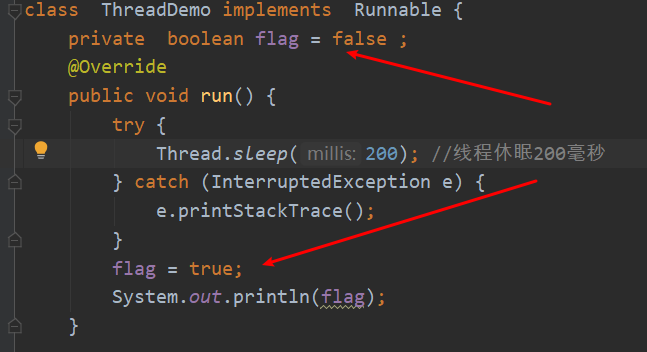 class  ThreadDemo implements  Runnable {
    private  boolean flag = false ;
    @Override
    public void run() {
        try {
            Thread.sleep( millis: 200); //线程休眠200毫秒
        } catch (InterruptedException e) {
            e.printStackTrace();
        }
        flag = true;
        System.out.println(flag);
    }